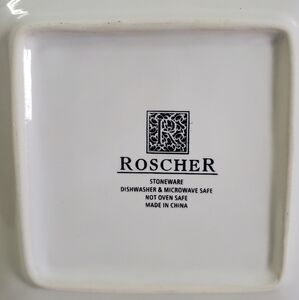 R
ROSCHER
STONEWARE
DISHWASHER & MICROWAVE SAFE
NOT OVEN SAFE
MADE IN CHINA